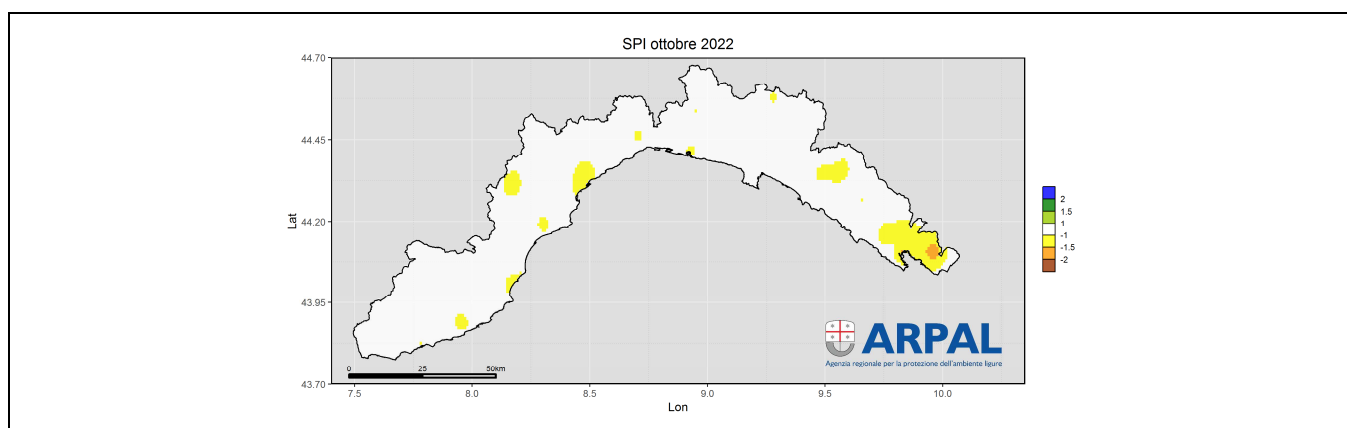 SPI ottobre 2022
44.70
44.45
44.20
43.95
43.70
Lat
2
1.5
1
-1
-1.5
-2
ARPAL
Agenzia regionale per la protezione dell'ambiente ligure
0 25 50km
7.5 8.0 8.5 9.0 9.5 10.0
Lon